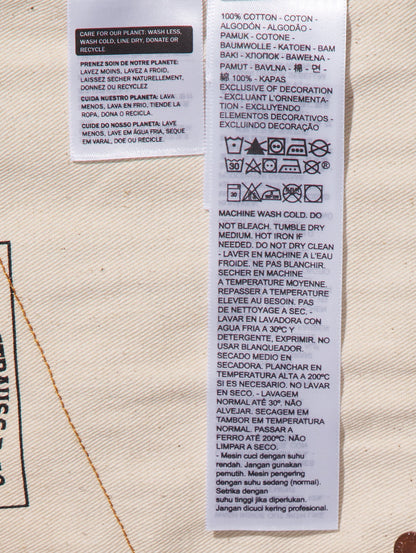 CARE FOR OUR PLANET: WASH LESS,
WASH COLD, LINE DRY, DONATE OR
RECYCLE
PRENEZ SOIN DE NOTRE PLANETE:
LAVEZ MOINS, LAVEZ A FROID,
LAISSEZ SECHER NATURELLEMENT,
DONNEZ OU RECYCLEZ
CUIDA NUESTRO PLANETA: LAVA
MENOS, LAVA EN FRIO, TIENDE LA
ROPA, DONA O RECICLA.
CUIDE DO NOSSO PLANETA: LAVE
MENOS, LAVE EM ÁGUA FRIA, SEQUE
EM VARAL, DOE OU RECICLE.
100% COTTON - COTON -
ALGODÓN - ALGODÃO -
PAMUK - COTONE -
BAUMWOLLE - KATOEN - BAM
BAKI - ХЛОПОК - BAWEŁNA -
PAMUT - BAVLNA - 棉 - 면 -
綿 100% - KAPAS
EXCLUSIVE OF DECORATION
- EXCLUANT L'ORNEMENTA-
TION - EXCLUYENDO
ELEMENTOS DECORATIVOS -
EXCLUINDO DECORAÇÃO
MACHINE WASH COLD. DO
NOT BLEACH. TUMBLE DRY
MEDIUM. HOT IRON IF
NEEDED. DO NOT DRY CLEAN
- LAVER EN MACHINE A L'EAU
FROIDE. NE PAS BLANCHIR.
SECHER EN MACHINE
A TEMPERATURE MOYENNE.
REPASSER A TEMPERATURE
ELEVEE AU BESOIN. PAS
DE NETTOYAGE A SEC. -
LAVAR EN LAVADORA CON
AGUA FRIA A 30ºC Y
DETERGENTE, EXPRIMIR. NO
USAR BLANQUEADOR.
SECADO MEDIO EN
SECADORA. PLANCHAR EN
TEMPERATURA ALTA A 200ºC
SI ES NECESARIO. NO LAVAR
EN SECO. - LAVAGEM
NORMAL ATÉ 30º. NÃO
ALVEJAR. SECAGEM EM
TAMBOR EM TEMPERATURA
NORMAL. PASSAR A
FERRO ATÉ 200ºC. NÃO
LIMPAR A SECO.
- Mesin cuci dengan suhu
rendah. Jangan gunakan
pemutih. Mesin pengering
dengan suhu sedang (normal).
Setrika dengan
suhu tinggi jika diperlukan.
Jangan dicuci kering profesional.